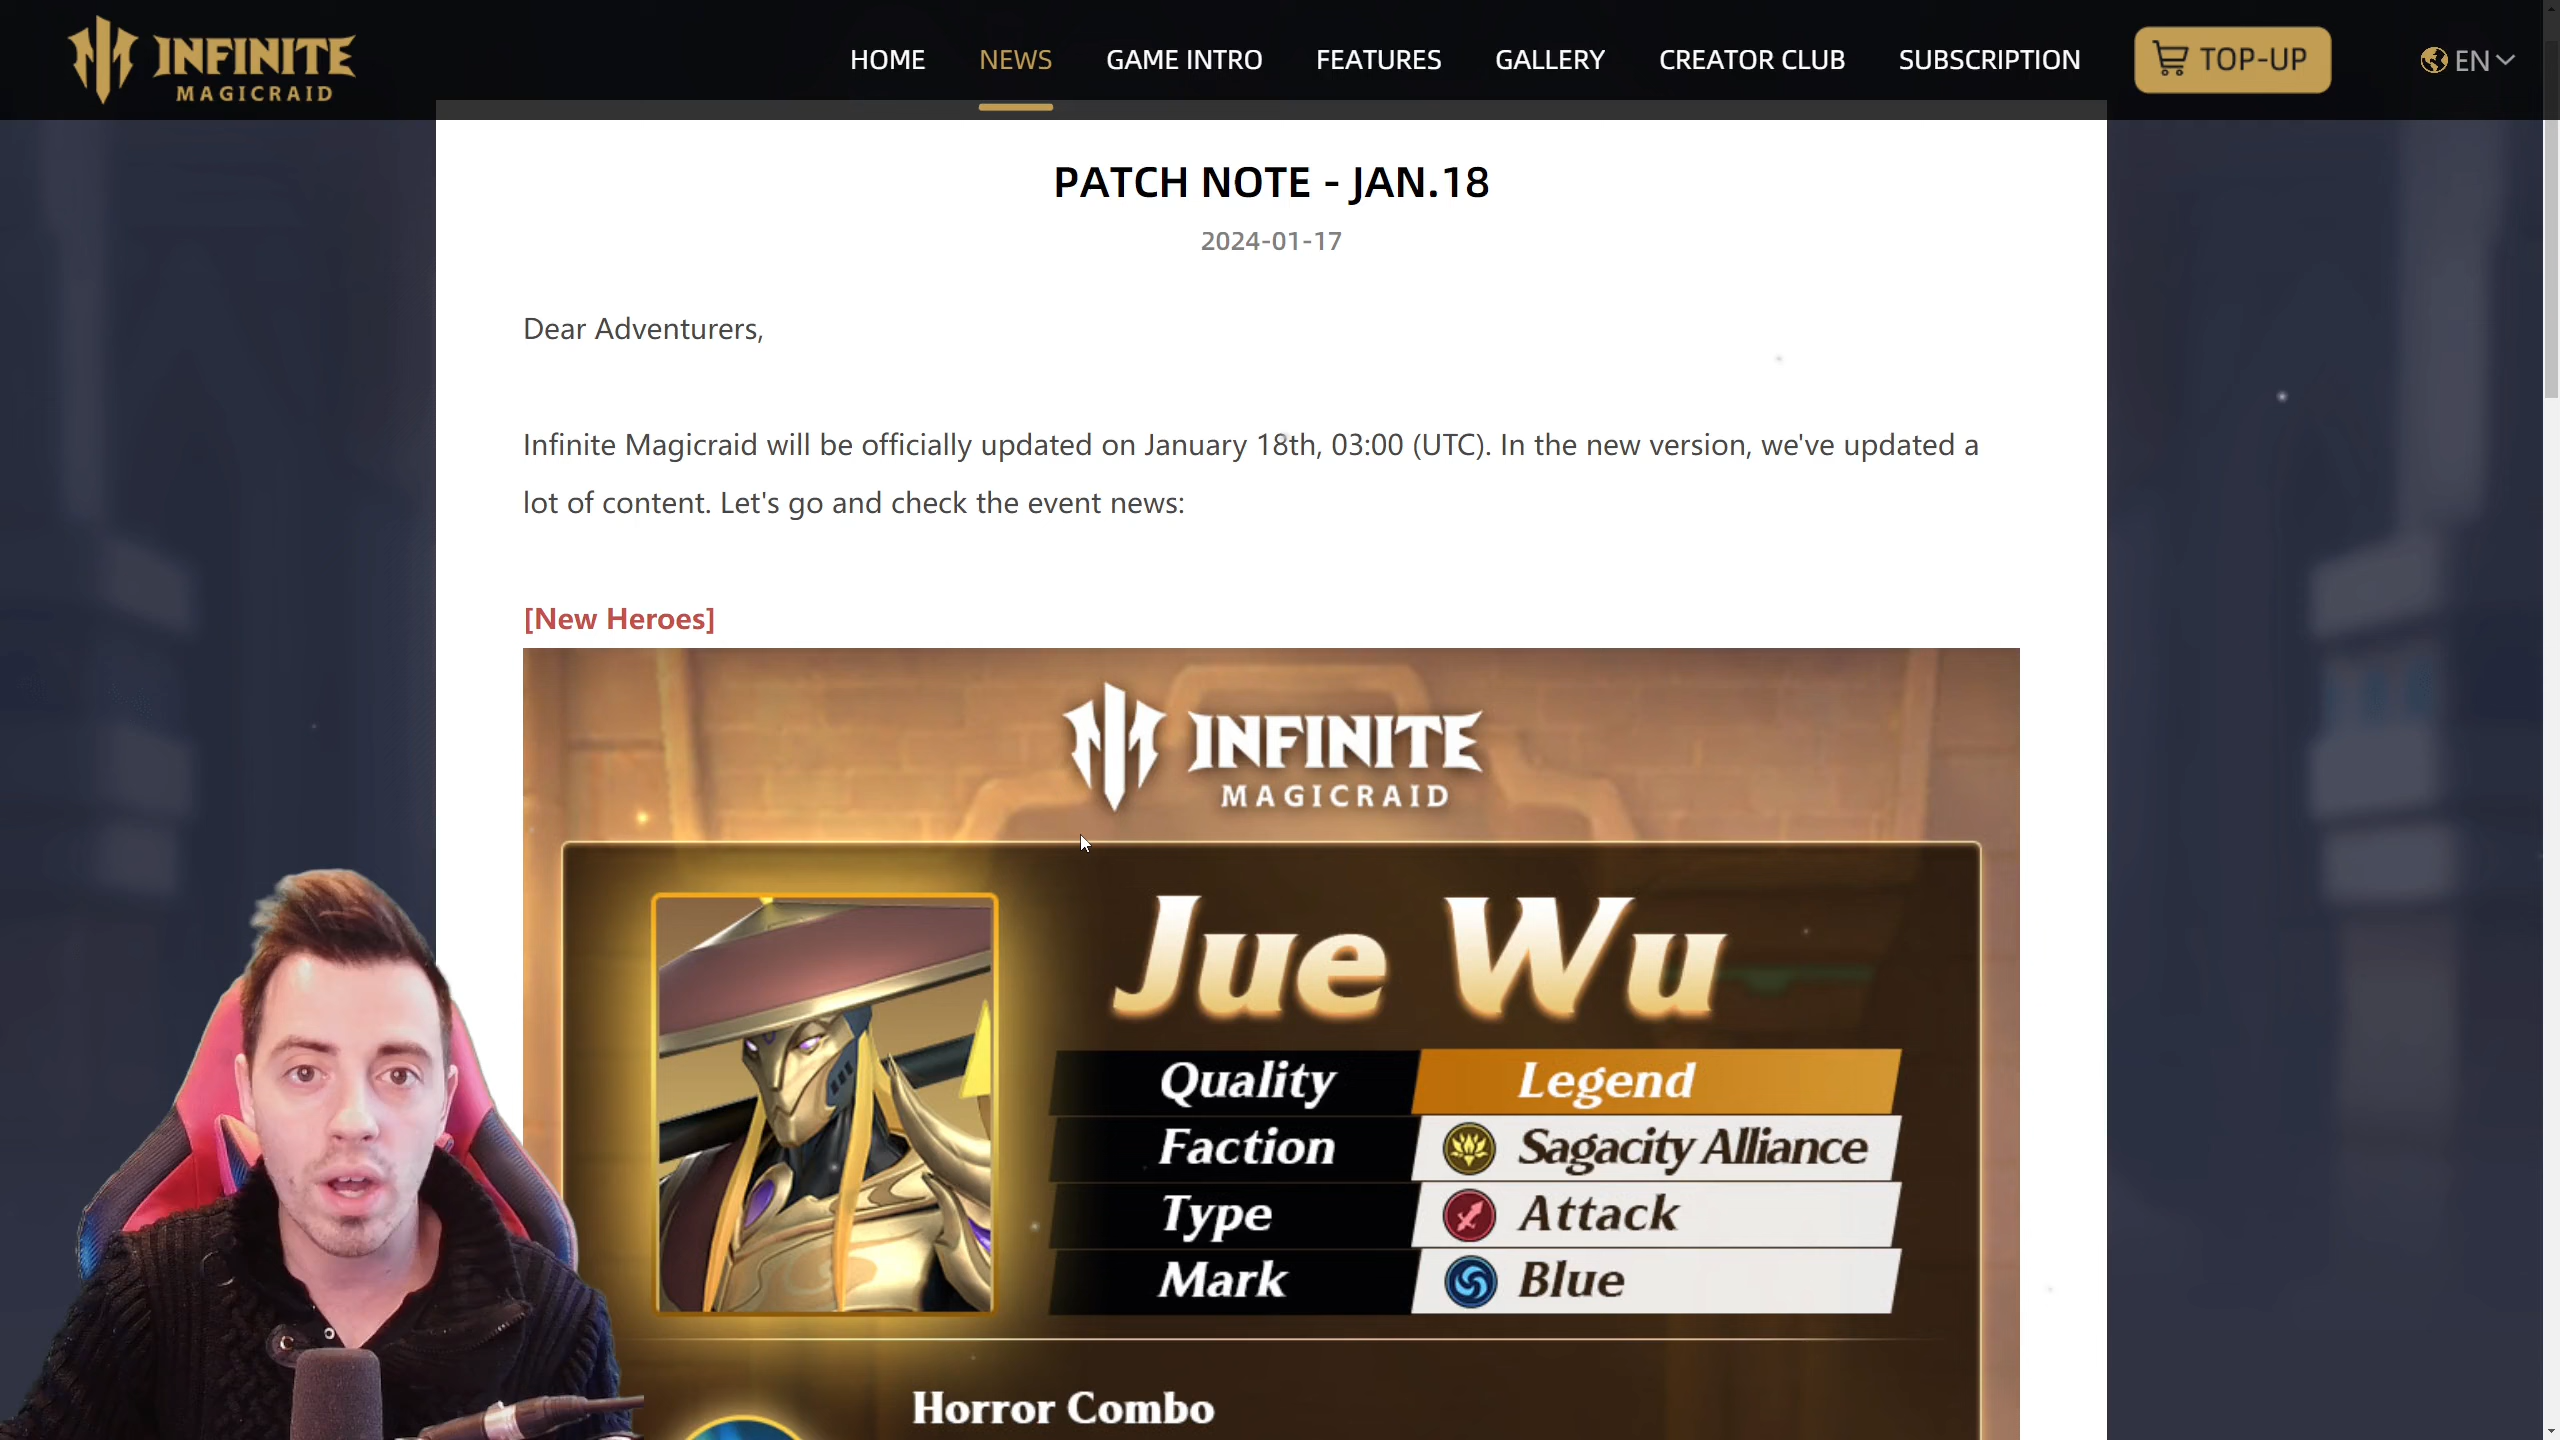 INFINITE
MAGICRAID
HOME
NEWS
GAME INTRO
FEATURES
GALLERY
CREATOR CLUB
SUBSCRIPTION
TOP-UP
EN
PATCH NOTE - JAN.18
2024-01-17
Dear Adventurers,
Infinite Magicraid will be officially updated on January 18th, 03:00 (UTC). In the new version, we've updated a
lot of content. Let's go and check the event news:
[New Heroes]
INFINITE
MAGICRAID
Jue Wu
Quality Legend
Faction Sagacity Alliance
Type Attack
Mark Blue
Horror Combo